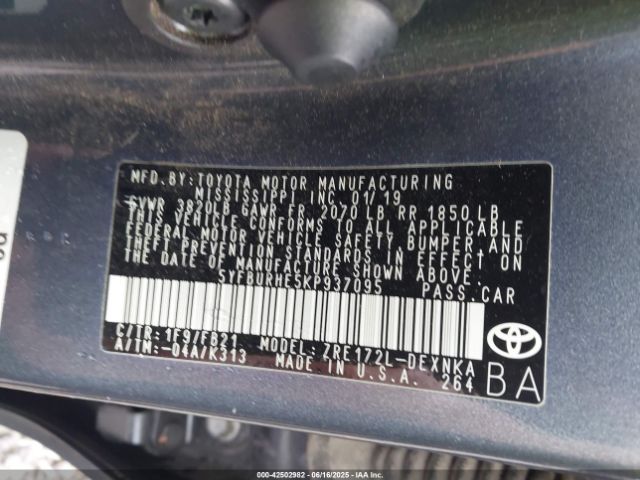 MFD.BY:TOYOTA MOTOR MANUFACTURING
MISSISSIPPI INC. 01/19
GVWR 3820LB GAWR FR. 2070 LB RR 1850 LB
THIS VEHICLE CONFORMS TO ALL APPLICABLE
FEDERAL MOTOR VEHICLE SAFETY, BUMPER AND
THEFT PREVENTION STANDARDS IN EFFECT ON
THE DATE OF MANUFACTURE SHOWN ABOVE.
5YFBURHE5KP937095 PASS.CAR
C/TR:1F9/FB21 MODEL:ZRE172L-DEXNKA
A/TM:-04A/K313 MADE IN U.S.A. 264
TOYOTA
BA
000-42502982 - 06/16/2025 - IAAI.COM